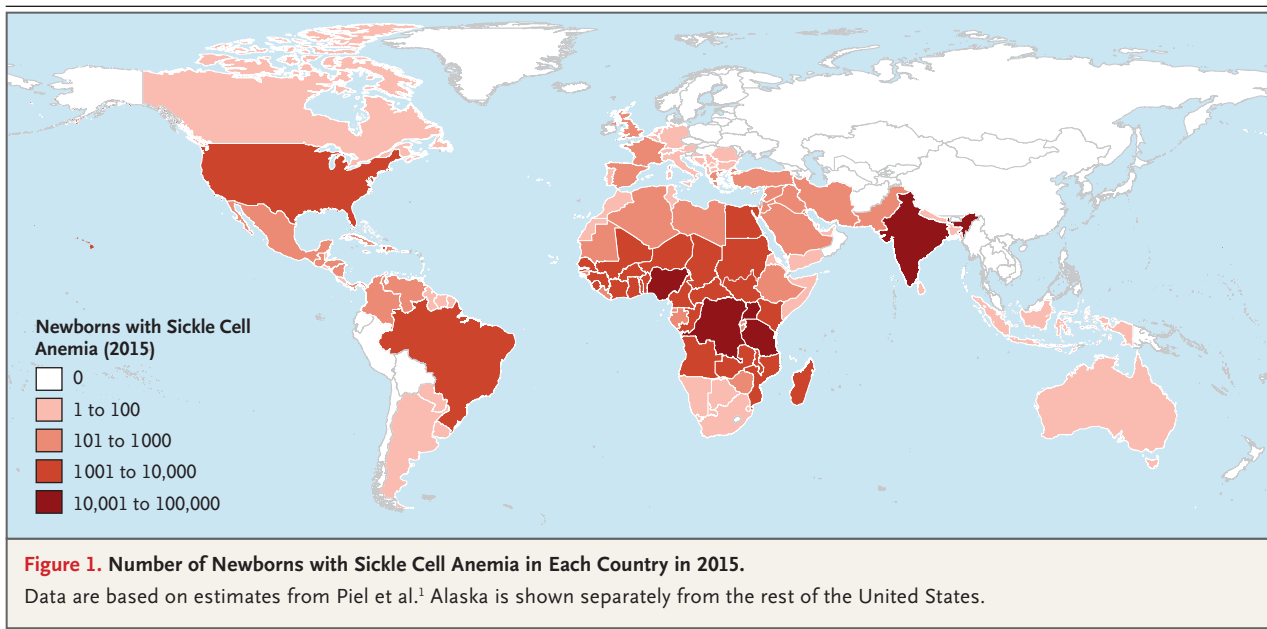 Newborns with Sickle Cell
Anemia (2015)
0
1 to 100
101 to 1000
1001 to 10,000
10,001 to 100,000
Figure 1. Number of Newborns with Sickle Cell Anemia in Each Country in 2015.
Data are based on estimates from Piel et al.¹ Alaska is shown separately from the rest of the United States.